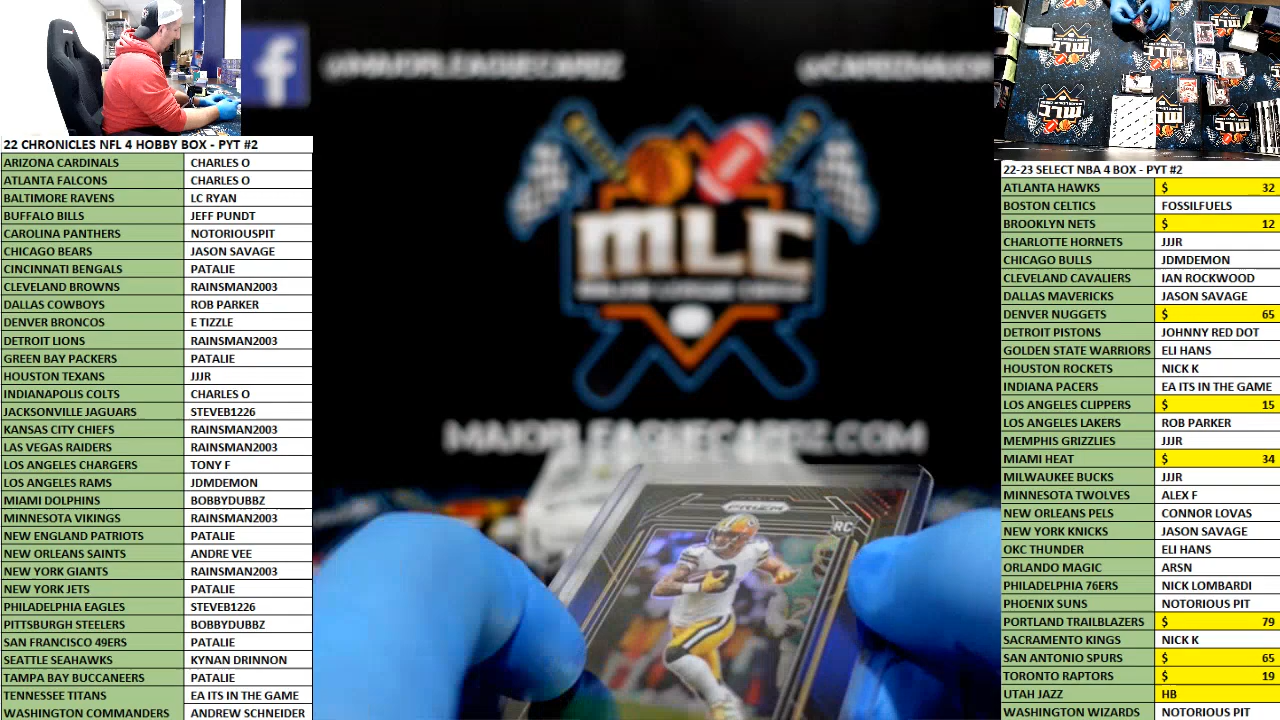 @MAJORLEAGUECARDZ
22 CHRONICLES NFL 4 HOBBY BOX - PYT #2
ARIZONA CARDINALS CHARLES O
ATLANTA FALCONS CHARLES O
BALTIMORE RAVENS LC RYAN
BUFFALO BILLS JEFF PUNDT
CAROLINA PANTHERS NOTORIOUSPIT
CHICAGO BEARS JASON SAVAGE
CINCINNATI BENGALS PATALIE
CLEVELAND BROWNS RAINSMAN2003
DALLAS COWBOYS ROB PARKER
DENVER BRONCOS E TIZZLE
DETROIT LIONS RAINSMAN2003
GREEN BAY PACKERS PATALIE
HOUSTON TEXANS JJJR
INDIANAPOLIS COLTS CHARLES O
JACKSONVILLE JAGUARS STEVEB1226
KANSAS CITY CHIEFS RAINSMAN2003
LAS VEGAS RAIDERS RAINSMAN2003
LOS ANGELES CHARGERS TONY F
LOS ANGELES RAMS JDMDEMON
MIAMI DOLPHINS BOBBYDUBBZ
MINNESOTA VIKINGS RAINSMAN2003
NEW ENGLAND PATRIOTS PATALIE
NEW ORLEANS SAINTS ANDRE VEE
NEW YORK GIANTS RAINSMAN2003
NEW YORK JETS PATALIE
PHILADELPHIA EAGLES STEVEB1226
PITTSBURGH STEELERS BOBBYDUBBZ
SAN FRANCISCO 49ERS PATALIE
SEATTLE SEAHAWKS KYNAN DRINNON
TAMPA BAY BUCCANEERS PATALIE
TENNESSEE TITANS EA ITS IN THE GAME
WASHINGTON COMMANDERS ANDREW SCHNEIDER
MLC
MAJORLEAGUECARDZ.COM
PRIZM
RC
22-23 SELECT NBA 4 BOX - PYT #2
ATLANTA HAWKS $ 32
BOSTON CELTICS FOSSILFUELS
BROOKLYN NETS $ 12
CHARLOTTE HORNETS JJJR
CHICAGO BULLS JDMDEMON
CLEVELAND CAVALIERS IAN ROCKWOOD
DALLAS MAVERICKS JASON SAVAGE
DENVER NUGGETS $ 65
DETROIT PISTONS JOHNNY RED DOT
GOLDEN STATE WARRIORS ELI HANS
HOUSTON ROCKETS NICK K
INDIANA PACERS EA ITS IN THE GAME
LOS ANGELES CLIPPERS $ 15
LOS ANGELES LAKERS ROB PARKER
MEMPHIS GRIZZLIES JJJR
MIAMI HEAT $ 34
MILWAUKEE BUCKS JJJR
MINNESOTA TWOLVES ALEX F
NEW ORLEANS PELS CONNOR LOVAS
NEW YORK KNICKS JASON SAVAGE
OKC THUNDER ELI HANS
ORLANDO MAGIC ARSN
PHILADELPHIA 76ERS NICK LOMBARDI
PHOENIX SUNS NOTORIOUS PIT
PORTLAND TRAILBLAZERS $ 79
SACRAMENTO KINGS NICK K
SAN ANTONIO SPURS $ 65
TORONTO RAPTORS $ 19
UTAH JAZZ HB
WASHINGTON WIZARDS NOTORIOUS PIT